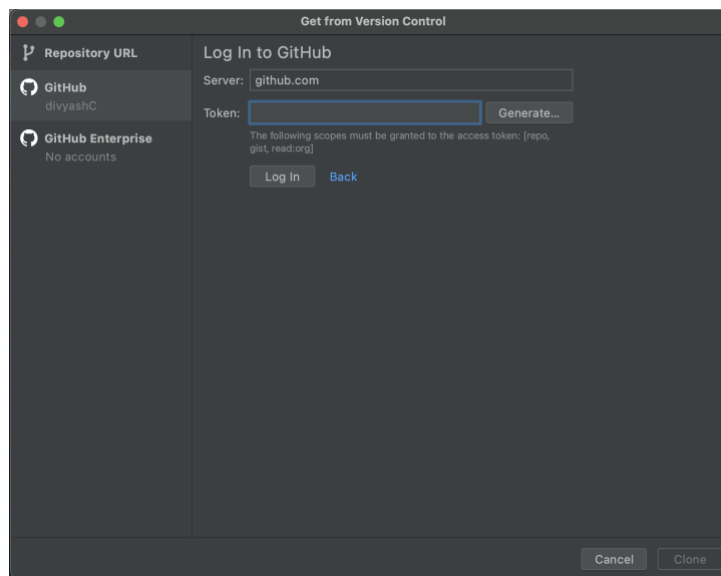 Get from Version Control
Repository URL
GitHub
divyashC
GitHub Enterprise
No accounts
Log In to GitHub
Server: github.com
Token: Generate...
The following scopes must be granted to the access token: [repo,
gist, read:org]
Log In Back
Cancel Clone